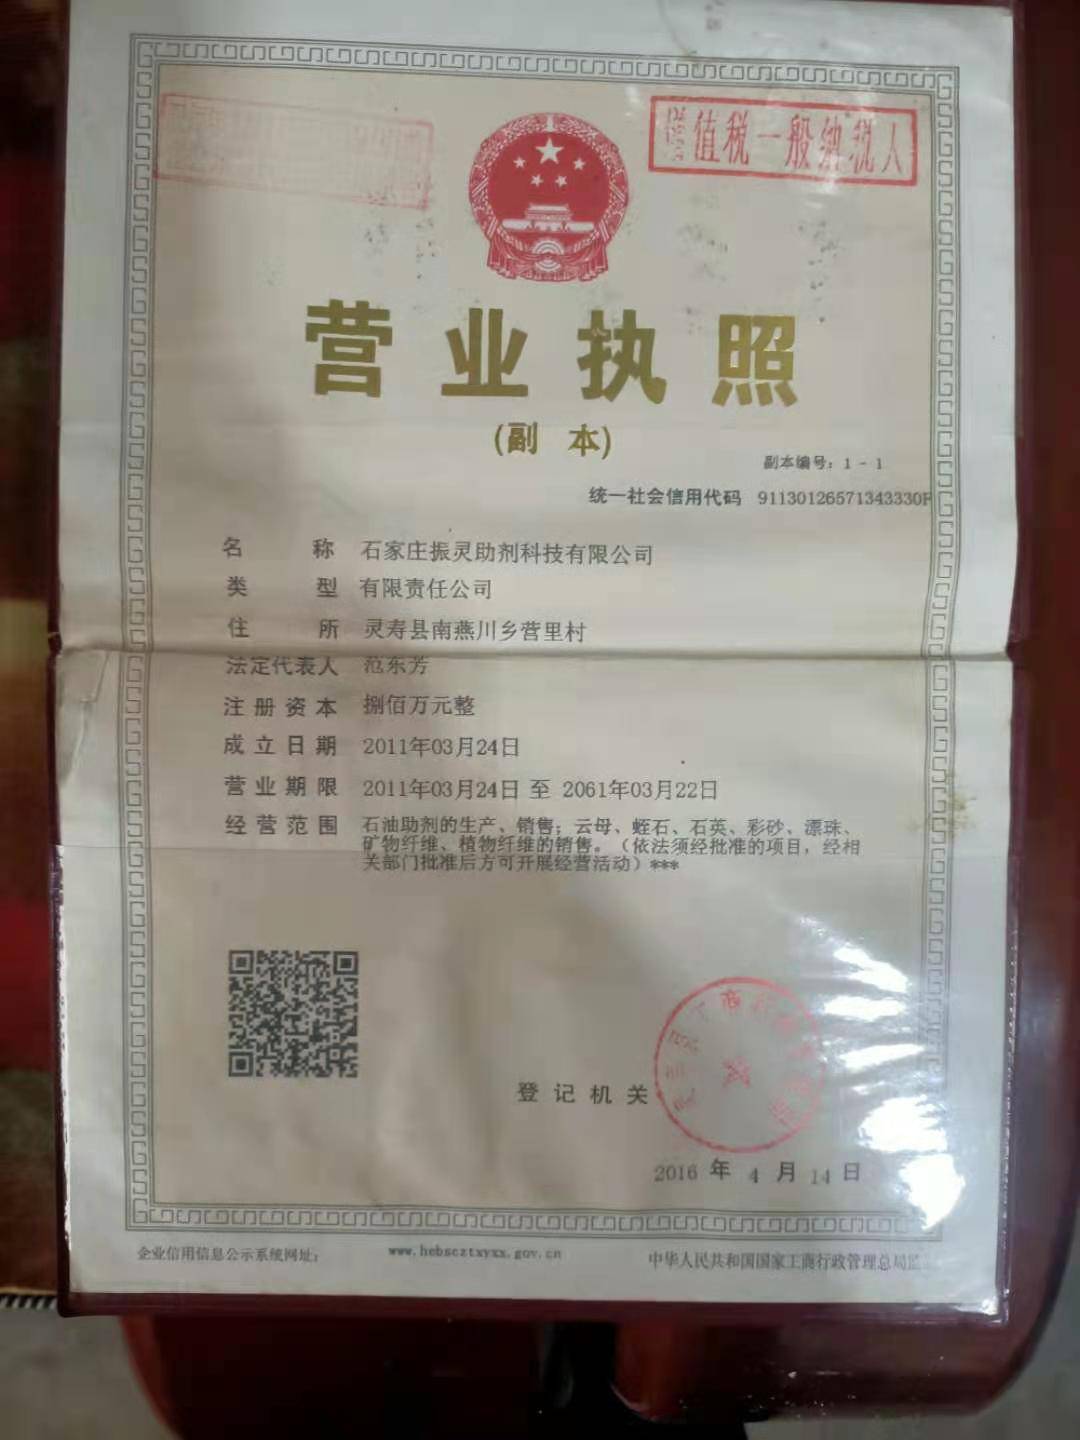 增值税一般纳税人
营业执照
(副 本)
副本编号：1 - 1
统一社会信用代码 91130126571343330F
名 称 石家庄振灵助剂科技有限公司
类 型 有限责任公司
住 所 灵寿县南燕川乡营里村
法定代表人 范东芳
注册资本 捌佰万元整
成立日期 2011年03月24日
营业期限 2011年03月24日 至 2061年03月22日
经营范围 石油助剂的生产、销售；云母、蛭石、石英、彩砂、漂珠、
矿物纤维、植物纤维的销售。（依法须经批准的项目，经相
关部门批准后方可开展经营活动）***
登记机关
2016 年 4 月 14 日
企业信用信息公示系统网址： www.hebscztxyxx.gov.cn 中华人民共和国国家工商行政管理总局监